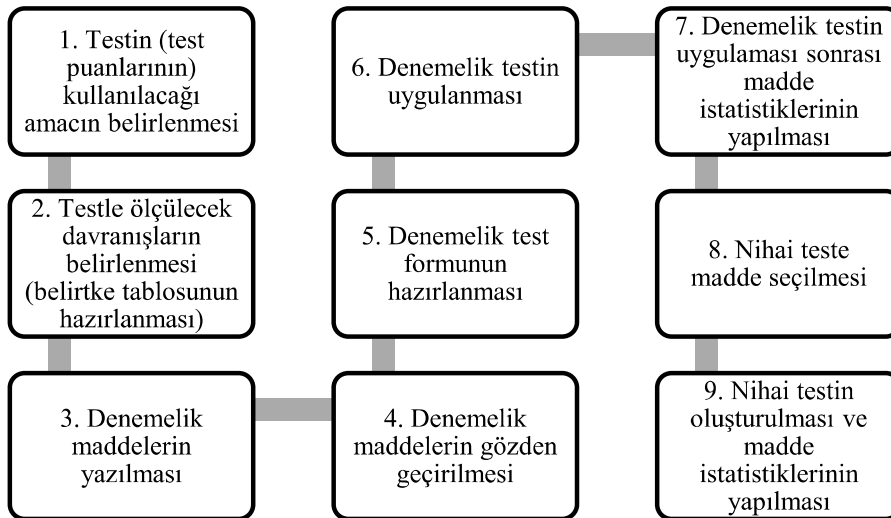 1. Testin (test
puanlarının)
kullanılacağı
amacın belirlenmesi
2. Testle ölçülecek
davranışların
belirlenmesi
(belirtke tablosunun
hazırlanması)
3. Denemelik
maddelerin
yazılması
4. Denemelik
maddelerin gözden
geçirilmesi
5. Denemelik test
formunun
hazırlanması
6. Denemelik testin
uygulanması
7. Denemelik testin
uygulaması sonrası
madde
istatistiklerinin
yapılması
8. Nihai teste
madde seçilmesi
9. Nihai testin
oluşturulması ve
madde
istatistiklerinin
yapılması